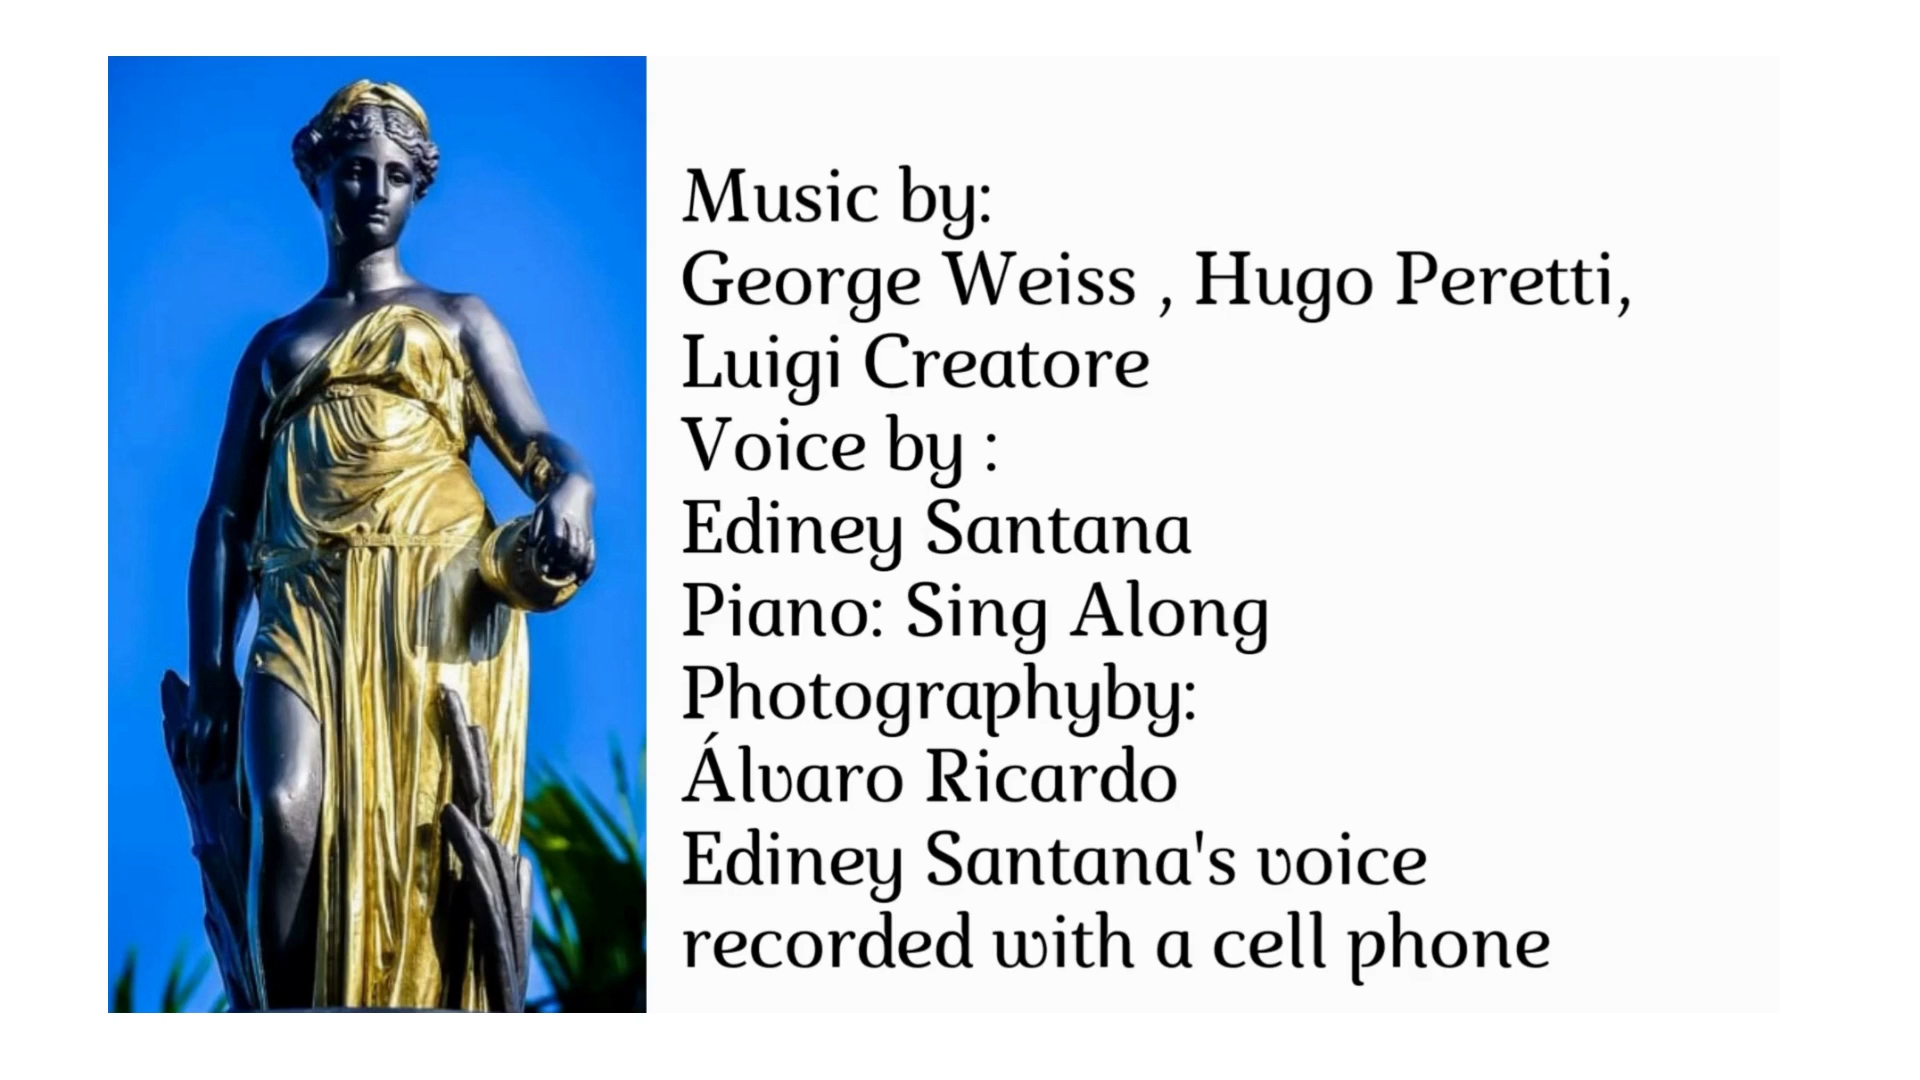 Music by:
George Weiss , Hugo Peretti,
Luigi Creatore
Voice by :
Ediney Santana
Piano: Sing Along
Photographyby:
Álvaro Ricardo
Ediney Santana's voice
recorded with a cell phone